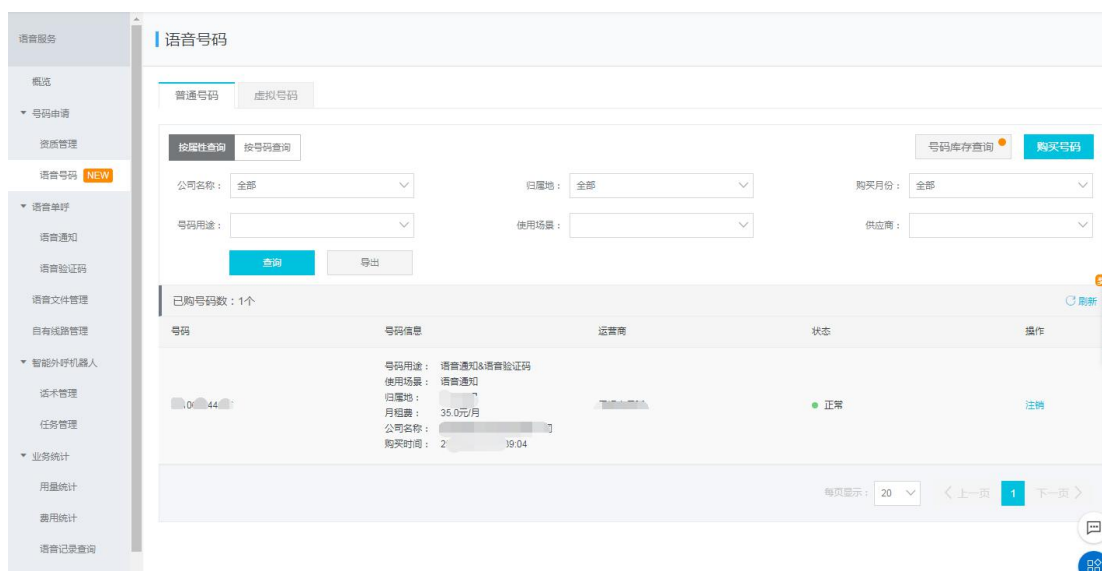 语音服务
概览
号码申请
资质管理
语音号码 NEW
语音单呼
语音通知
语音验证码
语音文件管理
自有线路管理
智能外呼机器人
话术管理
任务管理
业务统计
用量统计
费用统计
语音记录查询
语音号码
普通号码 虚拟号码
按属性查询 按号码查询 号码库存查询 购买号码
公司名称： 全部 归属地： 全部 购买月份： 全部
号码用途： 使用场景： 供应商：
查询 导出
已购号码数：1个 刷新
号码 号码信息 运营商 状态 操作
号码用途： 语音通知&语音验证码
使用场景： 语音通知
归属地：
月租费： 35.0元/月
公司名称：
购买时间： 2 9:04
44 正常 注销
每页显示： 20 上一页 1 下一页